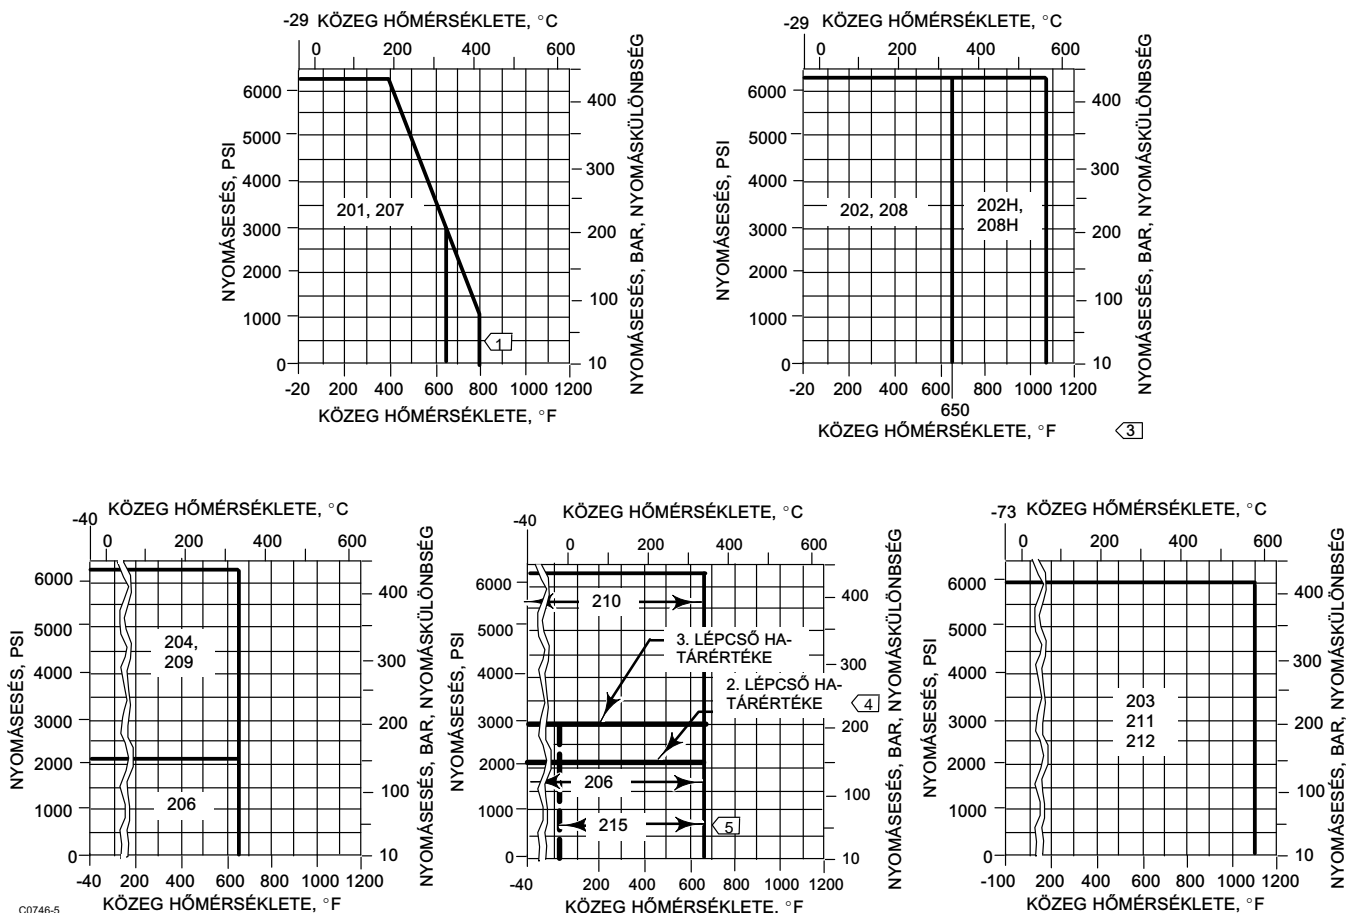 -29 KÖZEG HŐMÉRSÉKLETE, °C
0 200 400 600
6000
5000
4000
3000
2000
1000
0
NYOMÁSESÉS, PSI
201, 207
1
400
300
200
100
10
NYOMÁSESÉS, BAR, NYOMÁSKÜLÖNBSÉG
-20 200 400 600 800 1000 1200
KÖZEG HŐMÉRSÉKLETE, °F
-29 KÖZEG HŐMÉRSÉKLETE, °C
0 200 400 600
6000
5000
4000
3000
2000
1000
0
NYOMÁSESÉS, PSI
202, 208
202H,
208H
400
300
200
100
10
NYOMÁSESÉS, BAR, NYOMÁSKÜLÖNBSÉG
-20 200 400 600 800 1000 1200
650
KÖZEG HŐMÉRSÉKLETE, °F
3
-40 KÖZEG HŐMÉRSÉKLETE, °C
0 200 400 600
6000
5000
4000
3000
2000
1000
0
NYOMÁSESÉS, PSI
204,
209
206
400
300
200
100
10
NYOMÁSESÉS, BAR, NYOMÁSKÜLÖNBSÉG
-40 200 400 600 800 1000 1200
KÖZEG HŐMÉRSÉKLETE, °F
-40 KÖZEG HŐMÉRSÉKLETE, °C
0 200 400 600
6000
5000
4000
3000
2000
1000
0
NYOMÁSESÉS, PSI
210
3. LÉPCSŐ HA-
TÁRÉRTÉKE
2. LÉPCSŐ HA-
TÁRÉRTÉKE
4
206
215
5
400
300
200
100
10
NYOMÁSESÉS, BAR, NYOMÁSKÜLÖNBSÉG
-40 200 400 600 800 1000 1200
KÖZEG HŐMÉRSÉKLETE, °F
-73 KÖZEG HŐMÉRSÉKLETE, °C
0 200 400 600
6000
5000
4000
3000
2000
1000
0
NYOMÁSESÉS, PSI
203
211
212
400
300
200
100
10
NYOMÁSESÉS, BAR, NYOMÁSKÜLÖNBSÉG
-100 200 400 600 800 1000 1200
KÖZEG HŐMÉRSÉKLETE, °F
C0746-5